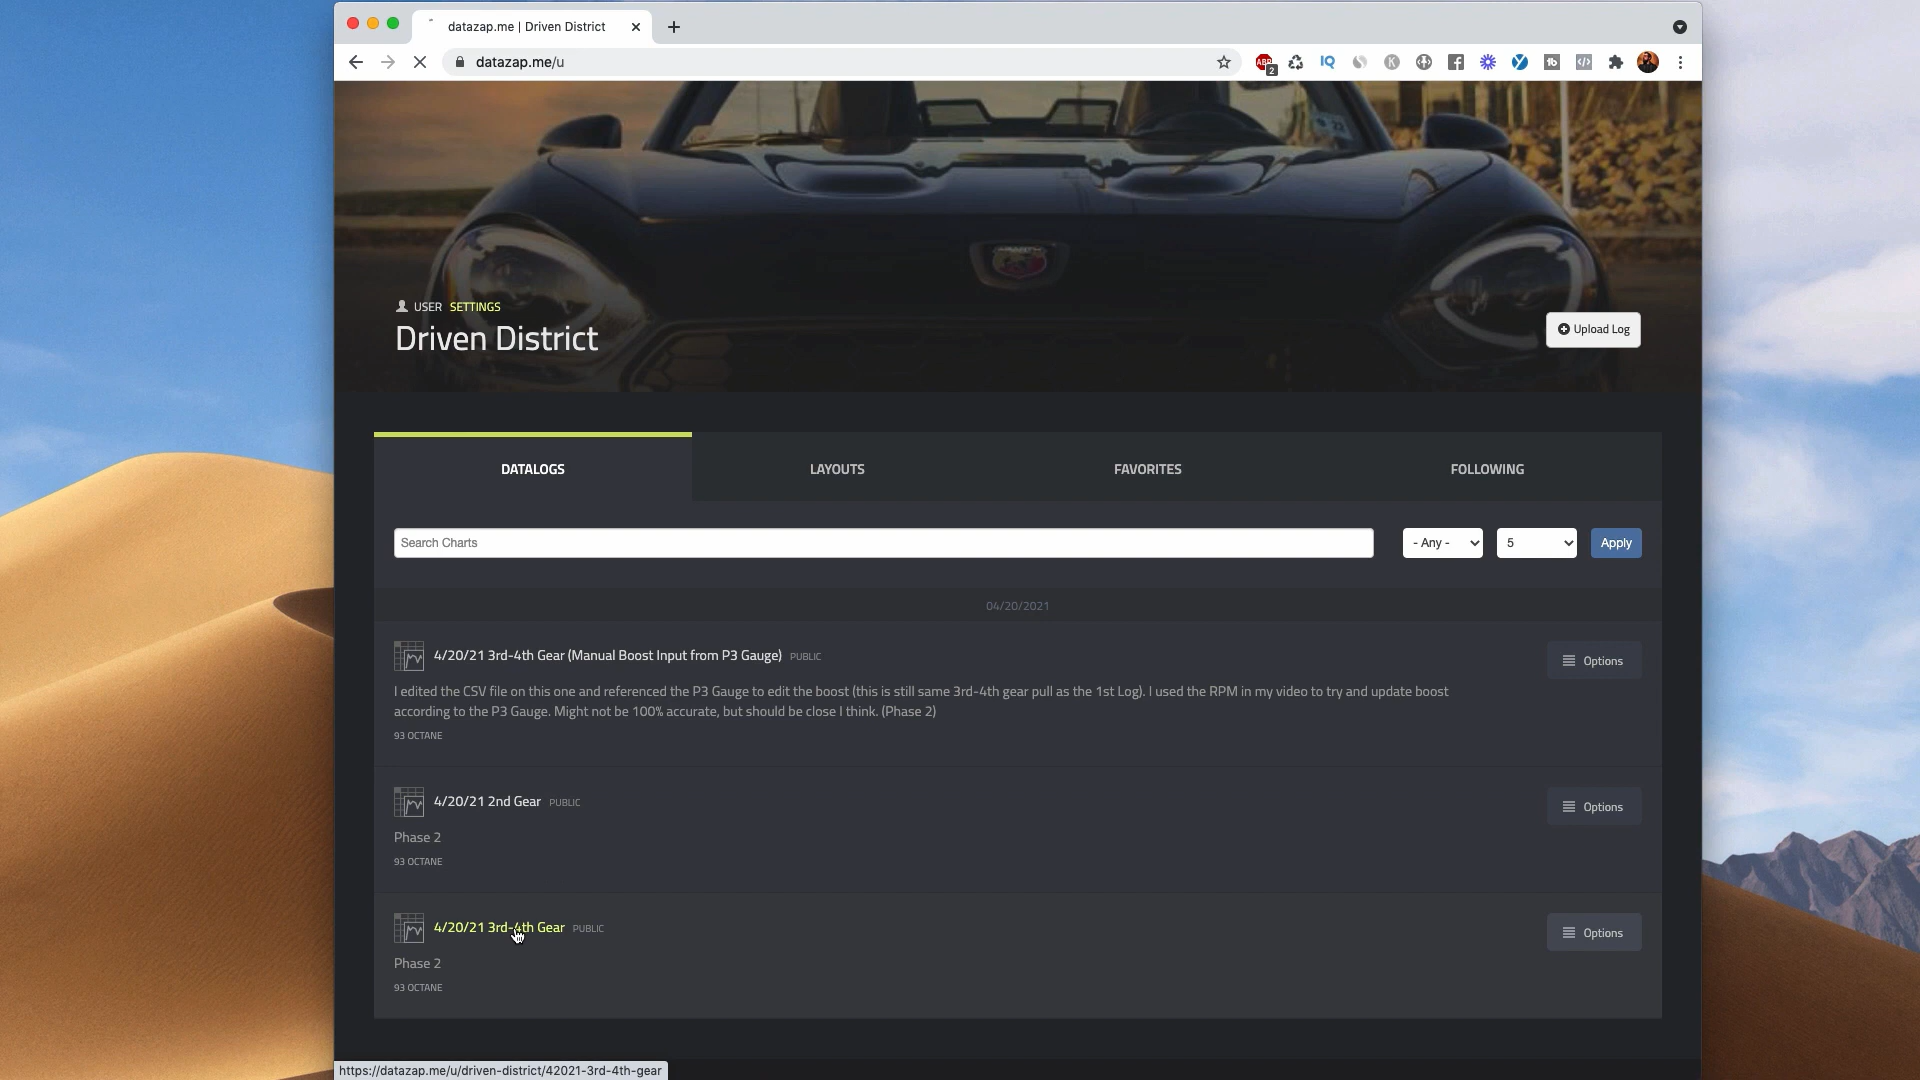 datazap.me | Driven District
datazap.me/u
ABP
2
IQ
K
tb
</>
USER SETTINGS
Driven District
Upload Log
DATALOGS
LAYOUTS
FAVORITES
FOLLOWING
Search Charts
- Any -
5
Apply
04/20/2021
4/20/21 3rd-4th Gear (Manual Boost Input from P3 Gauge) PUBLIC
Options
I edited the CSV file on this one and referenced the P3 Gauge to edit the boost (this is still same 3rd-4th gear pull as the 1st Log). I used the RPM in my video to try and update boost
according to the P3 Gauge. Might not be 100% accurate, but should be close I think. (Phase 2)
93 OCTANE
4/20/21 2nd Gear PUBLIC
Options
Phase 2
93 OCTANE
4/20/21 3rd-4th Gear PUBLIC
Options
Phase 2
93 OCTANE
https://datazap.me/u/driven-district/42021-3rd-4th-gear